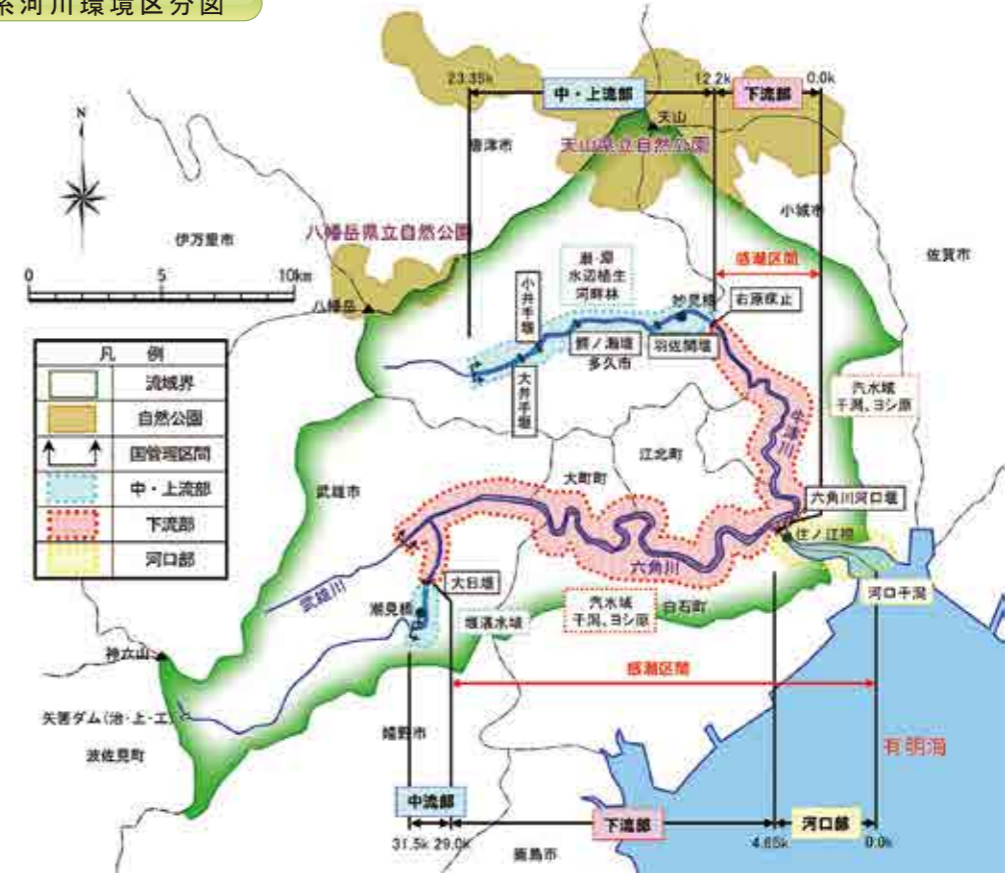 系河川環境区分図
23.35k
中・上流部
12.2k
下流部
0.0k
天山
天山県立自然公園
唐津市
小城市
佐賀市
N
伊万里市
八幡岳県立自然公園
八幡岳
0 5 10km
感潮区間
瀬・淵
水辺植生
河畔林
妙見橋
古原床止
小井手堰
大井手堰
羽佐間堰
多久市
凡 例
流域界
自然公園
国管理区間
中・上流部
下流部
河口部
汽水域
干潟、ヨシ原
牛津川
江北町
大町町
武雄市
六角川河口堰
住ノ江橋
六角川
河口干潟
武雄川
大日堰
潮見橋
堰湛水域
汽水域
干潟、ヨシ原
白石町
神六山
感潮区間
矢筈ダム(治・上・工)
波佐見町
嬉野市
有明海
中流部
下流部
河口部
31.5k
29.0k
4.65k
0.0k
鹿島市